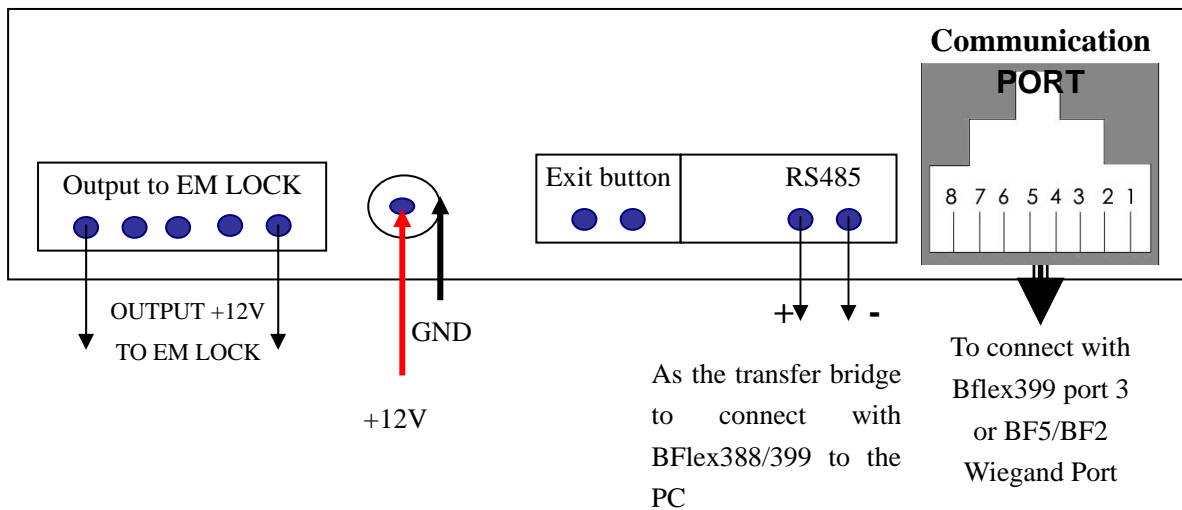 Communication
PORT
Output to EM LOCK
Exit button
RS485
8 7 6 5 4 3 2 1
OUTPUT +12V
TO EM LOCK
GND
+12V
+ -
As the transfer bridge
to connect with
BFlex388/399 to the
PC
To connect with
Bflex399 port 3
or BF5/BF2
Wiegand Port